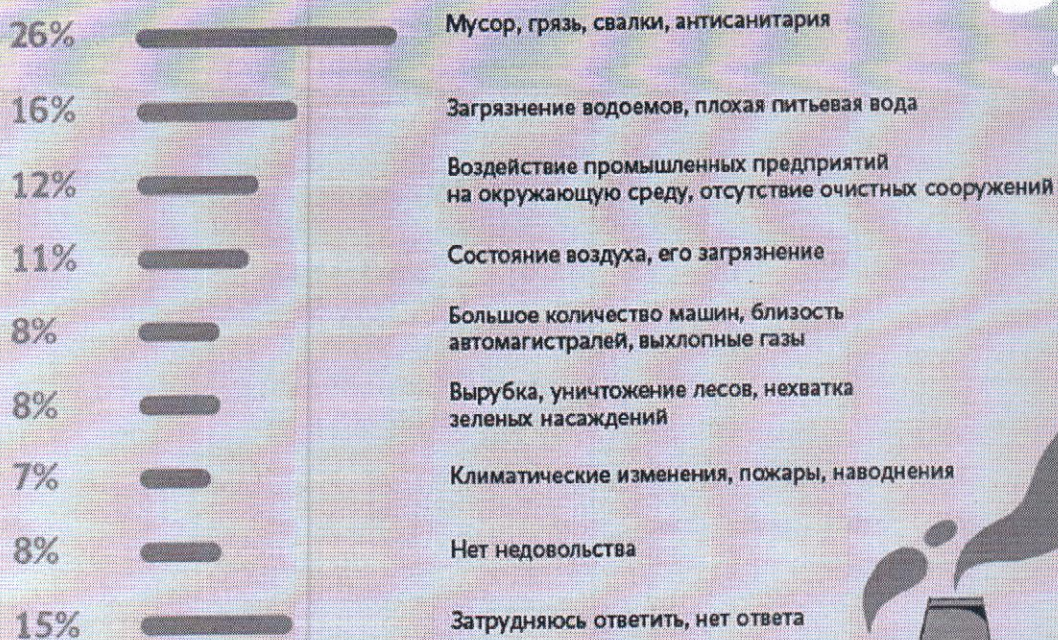 26% Мусор, грязь, свалки, антисанитария
16% Загрязнение водоемов, плохая питьевая вода
12% Воздействие промышленных предприятий
на окружающую среду, отсутствие очистных сооружений
11% Состояние воздуха, его загрязнение
8% Большое количество машин, близость
автомагистралей, выхлопные газы
8% Вырубка, уничтожение лесов, нехватка
зеленых насаждений
7% Климатические изменения, пожары, наводнения
8% Нет недовольства
15% Затрудняюсь ответить, нет ответа